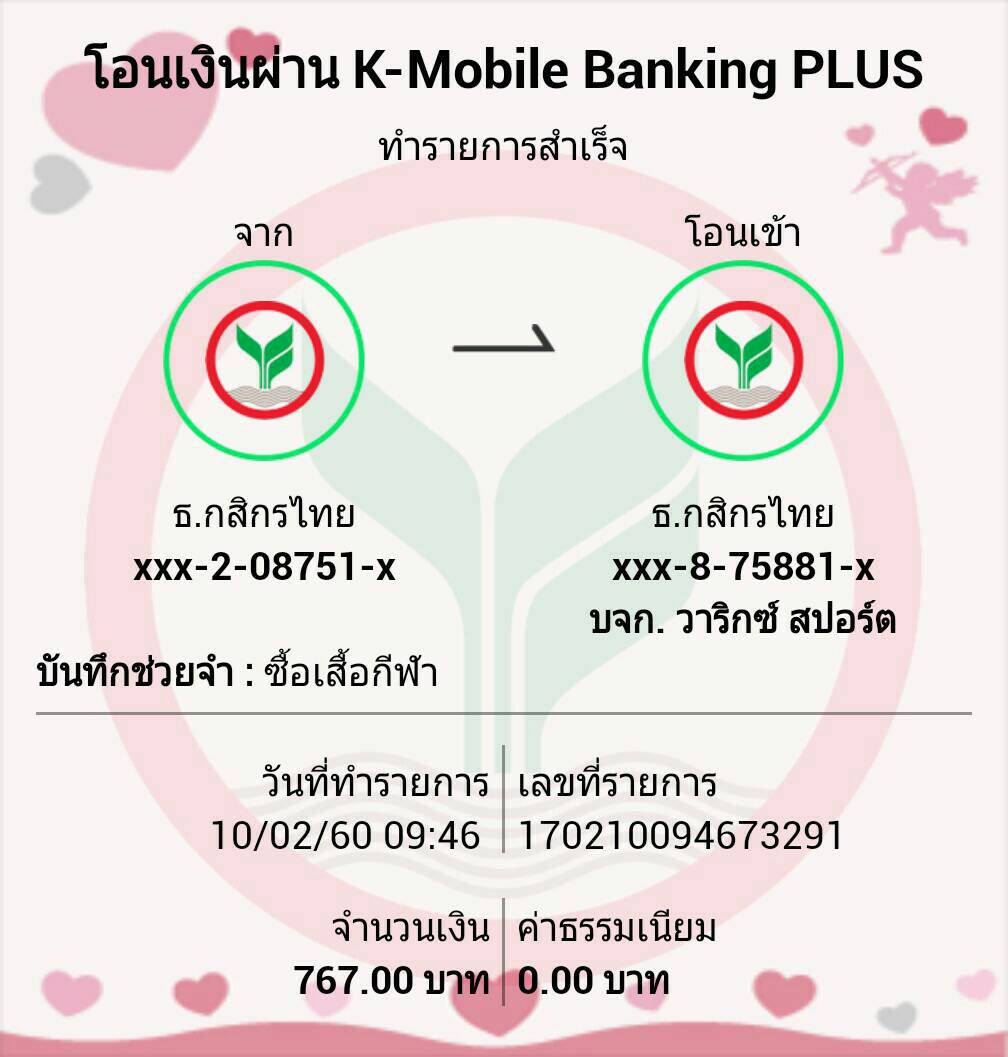 โอนเงินผ่าน K-Mobile Banking PLUS
ทำรายการสำเร็จ
จาก
โอนเข้า
ธ.กสิกรไทย
xxx-2-08751-x
ธ.กสิกรไทย
xxx-8-75881-x
บจก. วาริกซ์ สปอร์ต
บันทึกช่วยจำ : ซื้อเสื้อกีฬา
วันที่ทำรายการ
10/02/60 09:46
เลขที่รายการ
170210094673291
จำนวนเงิน
767.00 บาท
ค่าธรรมเนียม
0.00 บาท